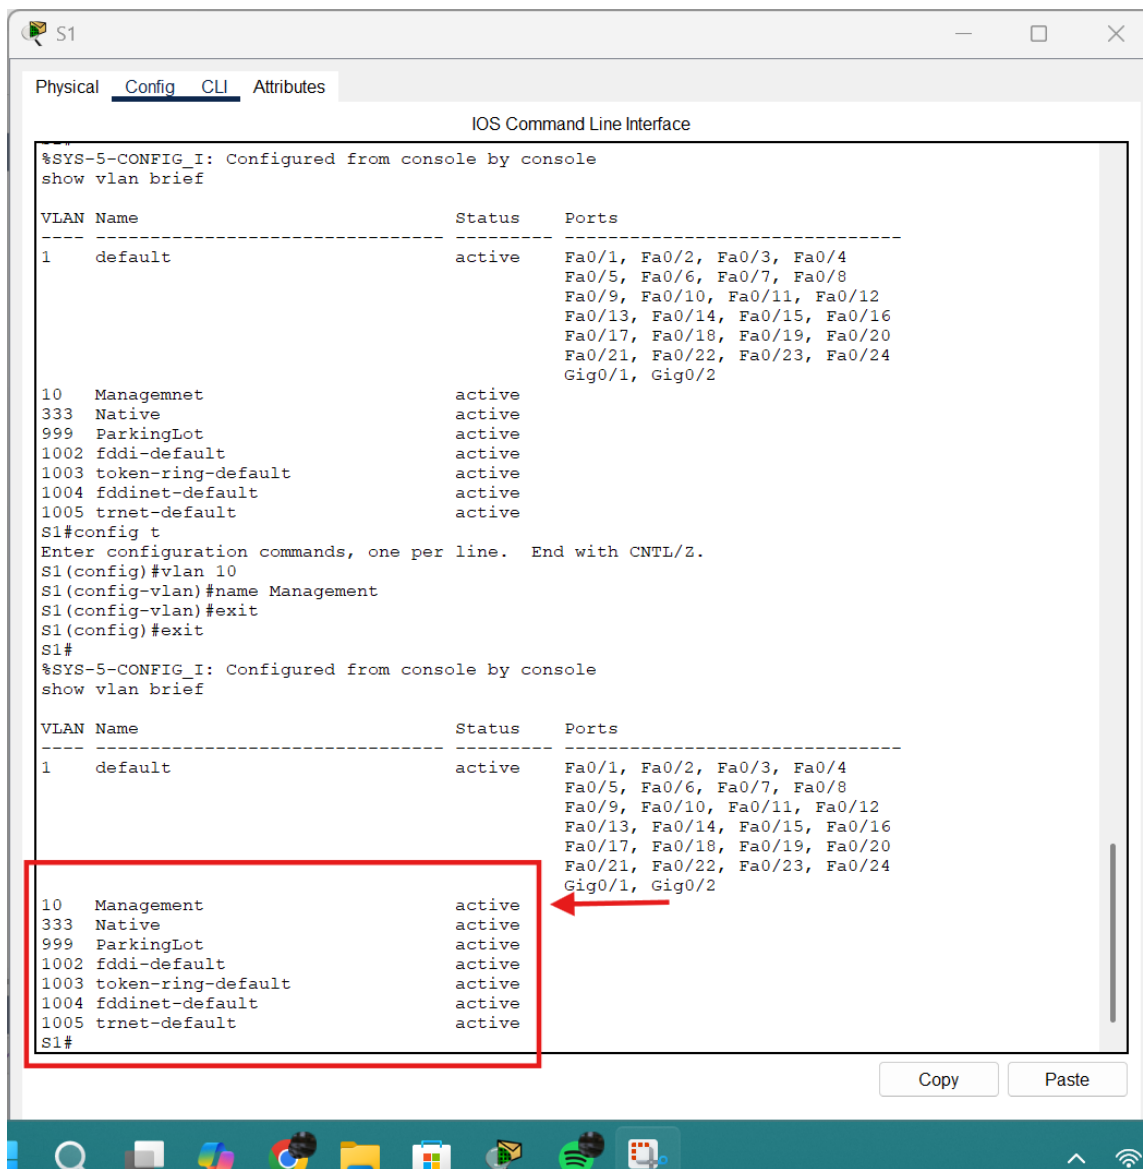 S1
Physical Config CLI Attributes
IOS Command Line Interface
%SYS-5-CONFIG_I: Configured from console by console
show vlan brief
VLAN Name                             Status    Ports
---- -------------------------------- --------- -------------------------------
1    default                          active    Fa0/1, Fa0/2, Fa0/3, Fa0/4
                                                Fa0/5, Fa0/6, Fa0/7, Fa0/8
                                                Fa0/9, Fa0/10, Fa0/11, Fa0/12
                                                Fa0/13, Fa0/14, Fa0/15, Fa0/16
                                                Fa0/17, Fa0/18, Fa0/19, Fa0/20
                                                Fa0/21, Fa0/22, Fa0/23, Fa0/24
                                                Gig0/1, Gig0/2
10   Managemnet                       active
333  Native                           active
999  ParkingLot                       active
1002 fddi-default                     active
1003 token-ring-default               active
1004 fddinet-default                  active
1005 trnet-default                    active
S1#config t
Enter configuration commands, one per line.  End with CNTL/Z.
S1(config)#vlan 10
S1(config-vlan)#name Management
S1(config-vlan)#exit
S1(config)#exit
S1#
%SYS-5-CONFIG_I: Configured from console by console
show vlan brief
VLAN Name                             Status    Ports
---- -------------------------------- --------- -------------------------------
1    default                          active    Fa0/1, Fa0/2, Fa0/3, Fa0/4
                                                Fa0/5, Fa0/6, Fa0/7, Fa0/8
                                                Fa0/9, Fa0/10, Fa0/11, Fa0/12
                                                Fa0/13, Fa0/14, Fa0/15, Fa0/16
                                                Fa0/17, Fa0/18, Fa0/19, Fa0/20
                                                Fa0/21, Fa0/22, Fa0/23, Fa0/24
                                                Gig0/1, Gig0/2
10   Management                       active
333  Native                           active
999  ParkingLot                       active
1002 fddi-default                     active
1003 token-ring-default               active
1004 fddinet-default                  active
1005 trnet-default                    active
S1#
Copy Paste